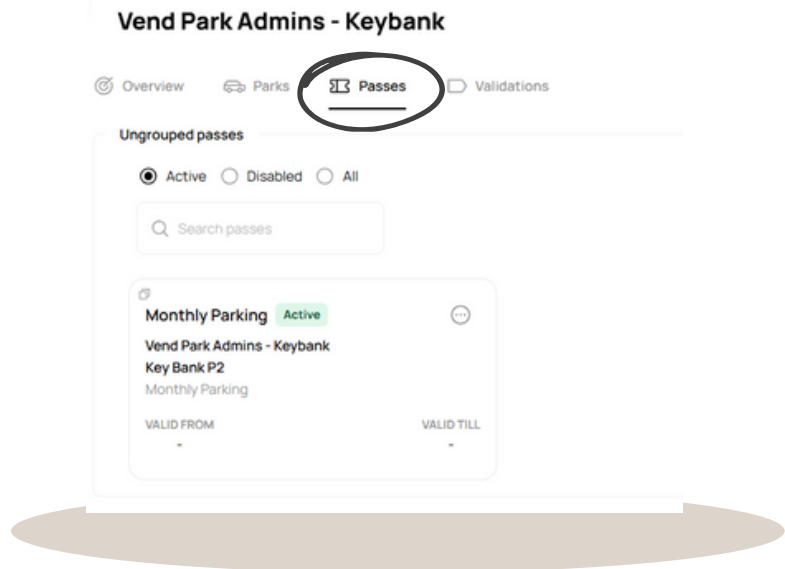 Vend Park Admins - Keybank
Overview Parks Passes Validations
Ungrouped passes
Active Disabled All
Search passes
Monthly Parking Active
Vend Park Admins - Keybank
Key Bank P2
Monthly Parking
VALID FROM VALID TILL
- -